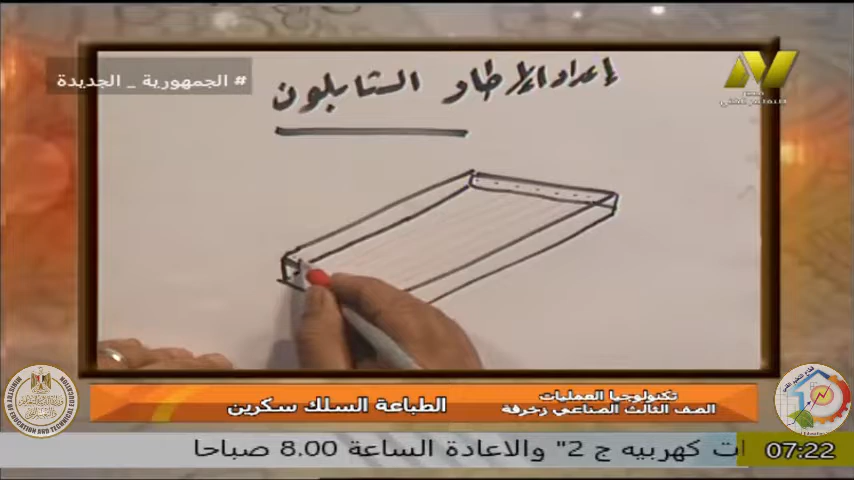 # الجمهورية _ الجديدة
إعداد الإطار الشابلون
تكنولوجيا العمليات
الصف الثالث الصناعي زخرفة
الطباعة السلك سكرين
ات كهربيه ج 2" والاعادة الساعة 8.00 صباحا
07:22